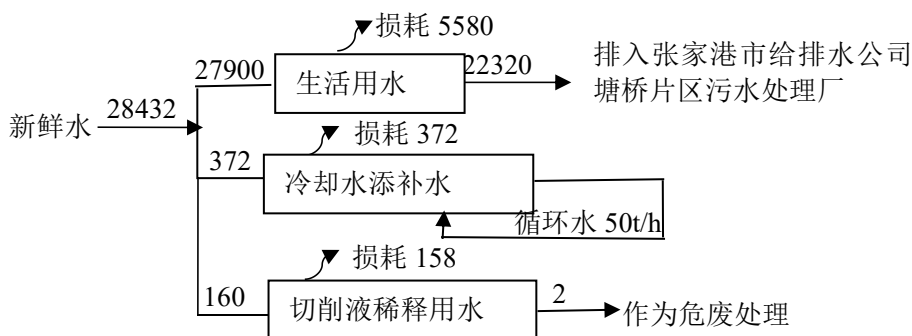 损耗 5580
27900
生活用水
22320
排入张家港市给排水公司
塘桥片区污水处理厂
新鲜水
28432
损耗 372
372
冷却水添补水
循环水 50t/h
损耗 158
160
切削液稀释用水
2
作为危废处理